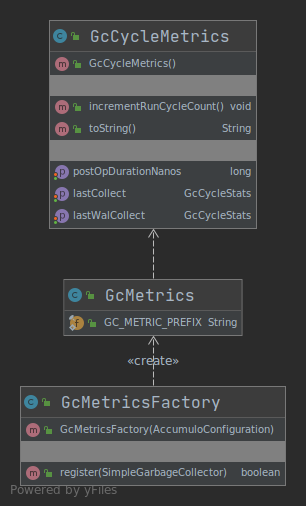 GcCycleMetrics
GcCycleMetrics()
incrementRunCycleCount() void
toString() String
postOpDurationNanos long
lastCollect GcCycleStats
lastWalCollect GcCycleStats
GcMetrics
GC_METRIC_PREFIX String
«create»
GcMetricsFactory
GcMetricsFactory(AccumuloConfiguration)
register(SimpleGarbageCollector) boolean
Powered by yFiles